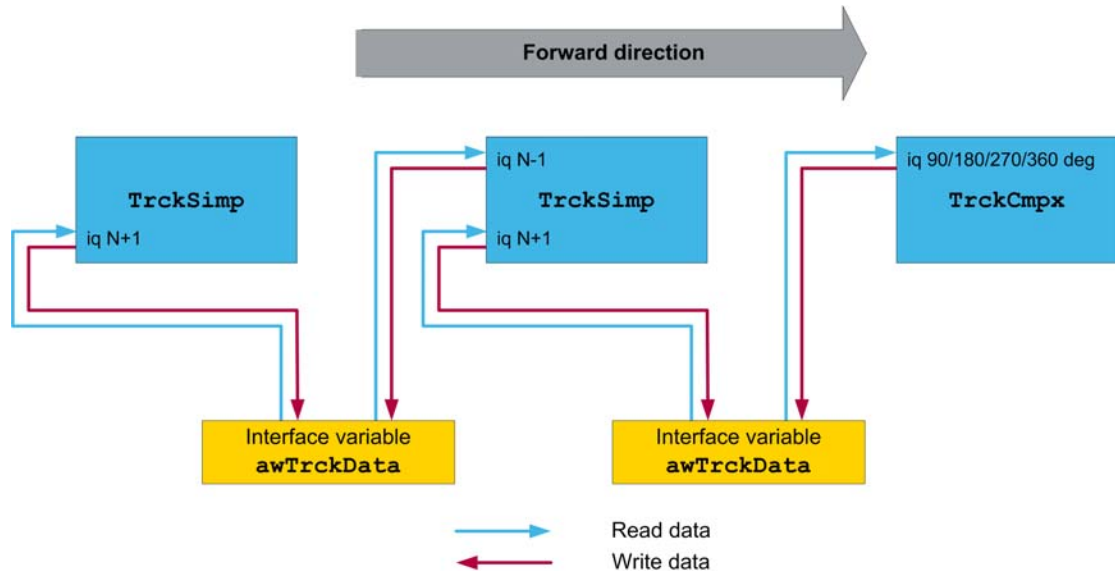 Forward direction
TrckSimp
iq N+1
iq N-1
TrckSimp
iq N+1
iq 90/180/270/360 deg
TrckCmpx
Interface variable
awTrckData
Interface variable
awTrckData
Read data
Write data